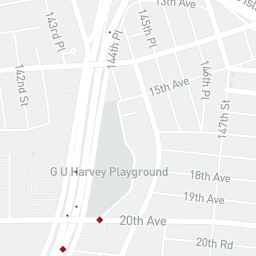 13th Ave
Is
143rd Pl
144th Pl
145th Pl
142nd St
15th Ave
146th Pl
147th St
G U Harvey Playground
18th Ave
19th Ave
20th Ave
20th Rd